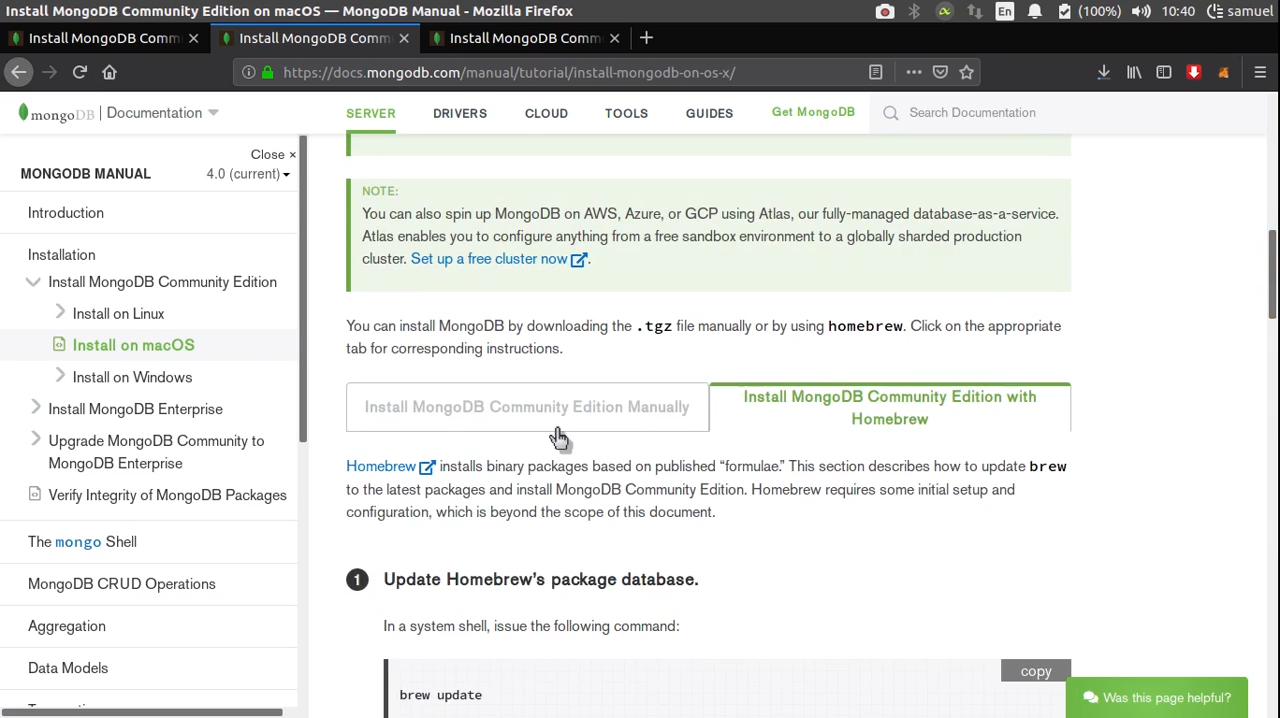 Install MongoDB Community Edition on macOS — MongoDB Manual - Mozilla Firefox
En (100%) 10:40 samuel
Install MongoDB Comm × Install MongoDB Comm × Install MongoDB Comm × +
https://docs.mongodb.com/manual/tutorial/install-mongodb-on-os-x/
mongoDB | Documentation
SERVER DRIVERS CLOUD TOOLS GUIDES Get MongoDB Search Documentation
Close ×
MONGODB MANUAL 4.0 (current)
Introduction
Installation
Install MongoDB Community Edition
Install on Linux
Install on macOS
Install on Windows
Install MongoDB Enterprise
Upgrade MongoDB Community to
MongoDB Enterprise
Verify Integrity of MongoDB Packages
The mongo Shell
MongoDB CRUD Operations
Aggregation
Data Models
NOTE:
You can also spin up MongoDB on AWS, Azure, or GCP using Atlas, our fully-managed database-as-a-service.
Atlas enables you to configure anything from a free sandbox environment to a globally sharded production
cluster. Set up a free cluster now.
You can install MongoDB by downloading the .tgz file manually or by using homebrew. Click on the appropriate
tab for corresponding instructions.
Install MongoDB Community Edition Manually
Install MongoDB Community Edition with
Homebrew
Homebrew installs binary packages based on published “formulae.” This section describes how to update brew
to the latest packages and install MongoDB Community Edition. Homebrew requires some initial setup and
configuration, which is beyond the scope of this document.
1 Update Homebrew’s package database.
In a system shell, issue the following command:
copy
brew update
Was this page helpful?